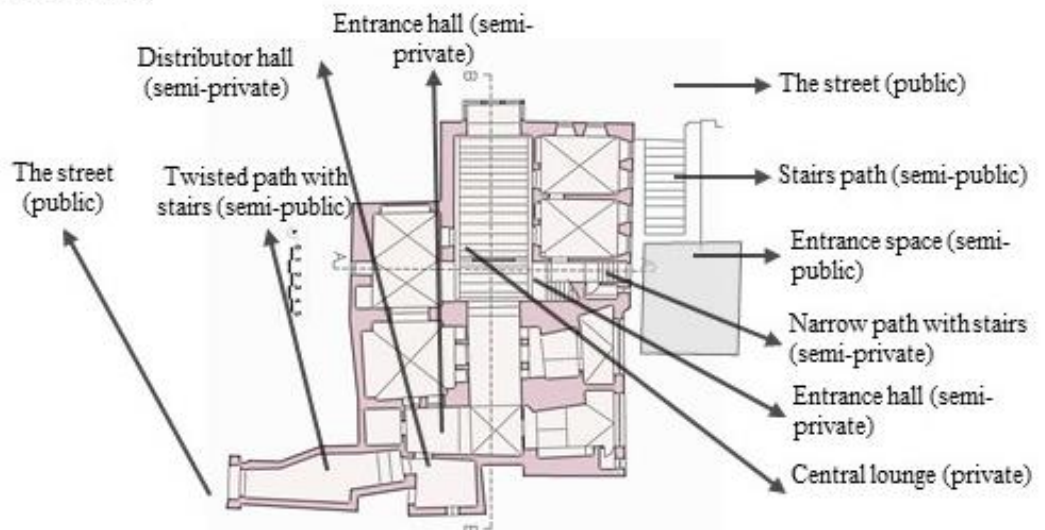 Entrance hall (semi-
private)
Distributor hall
(semi-private)
The street
(public)
Twisted path with
stairs (semi-public)
The street (public)
Stairs path (semi-public)
Entrance space (semi-
public)
Narrow path with stairs
(semi-private)
Entrance hall (semi-
private)
Central lounge (private)
A
B